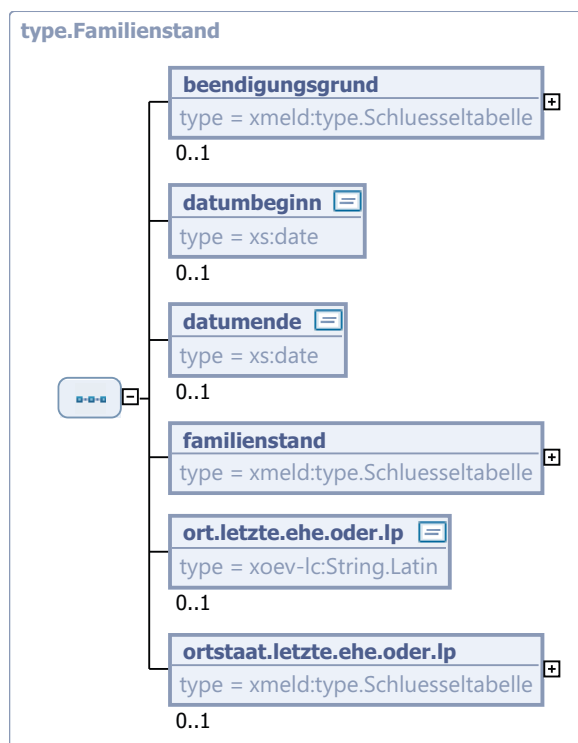 type.Familienstand
beendigungsgrund
type = xmeld:type.Schluesseltabelle
0..1
datumbeginn
type = xs:date
0..1
datumende
type = xs:date
0..1
familienstand
type = xmeld:type.Schluesseltabelle
ort.letzte.ehe.oder.lp
type = xoev-lc:String.Latin
0..1
ortstaat.letzte.ehe.oder.lp
type = xmeld:type.Schluesseltabelle
0..1